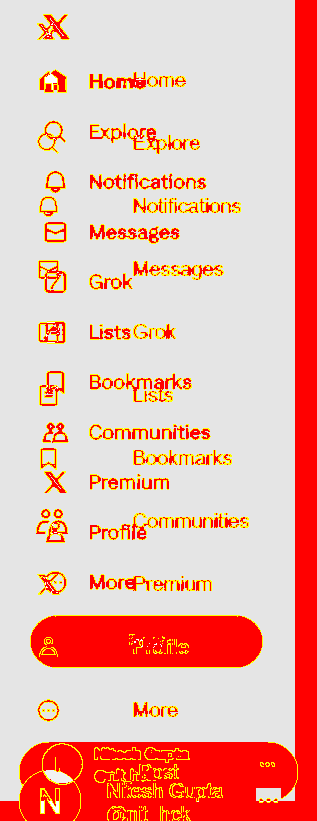 X
Home Home
Explore
Explore
Notifications
Notifications
Messages
Messages
Grok
Lists Grok
Bookmarks
Lists
Communities
Bookmarks
Premium
Communities
Profile
More Premium
Profile
More
Nitesh Gupta
Post
N Nitesh Gupta